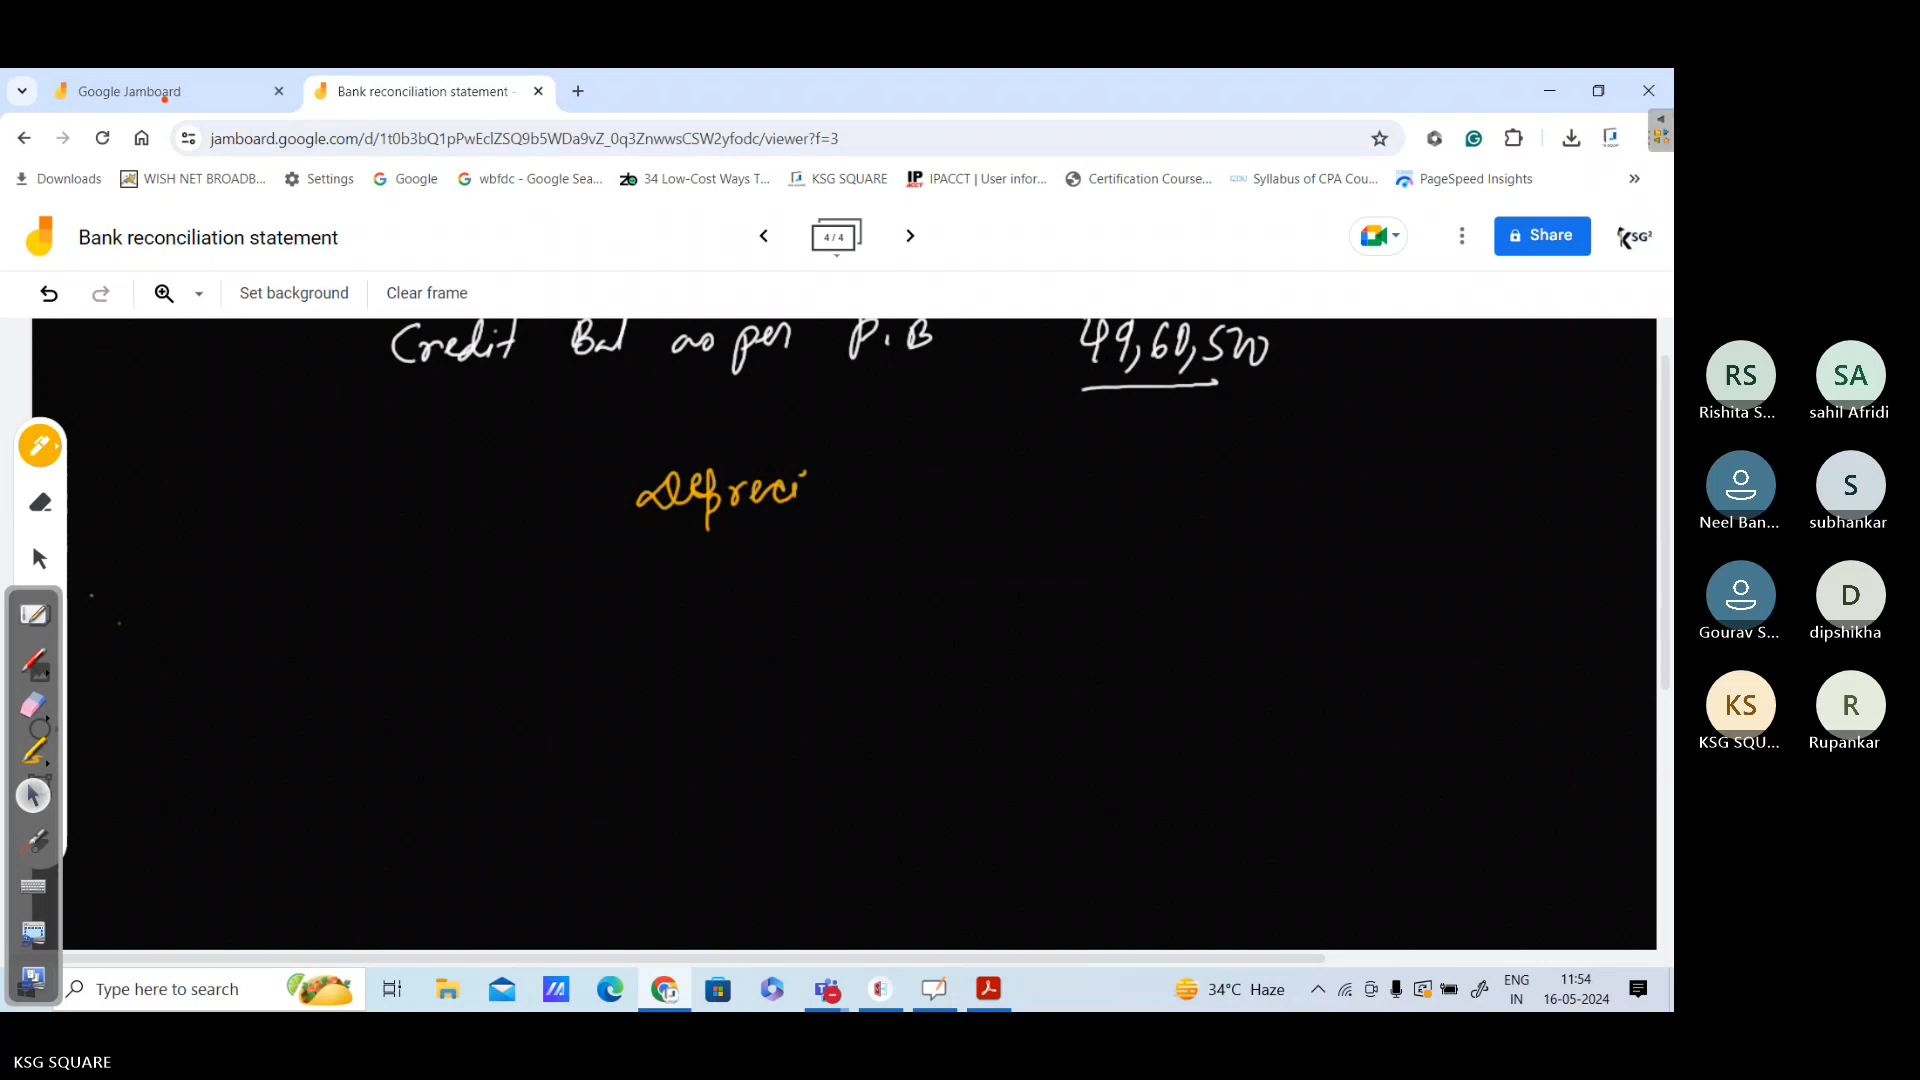 Google Jamboard
Bank reconciliation statement -
jamboard.google.com/d/1t0b3bQ1pPwEclZSQ9b5WDa9vZ_0q3ZnwwsCSW2yfodc/viewer?f=3
Downloads WISH NET BROADB... Settings Google wbfdc - Google Sea... 34 Low-Cost Ways T... KSG SQUARE IPACCT | User infor... Certification Course... Syllabus of CPA Cou... PageSpeed Insights
Bank reconciliation statement 4 / 4 Share KSG²
Set background Clear frame
Credit Bal as per P.B 49,60,500
Depreci
RS SA
Rishita S... sahil Afridi
S
Neel Ban... subhankar
D
Gourav S... dipshikha
KS R
KSG SQU... Rupankar
Type here to search 34°C Haze ENG IN 11:54 16-05-2024
KSG SQUARE